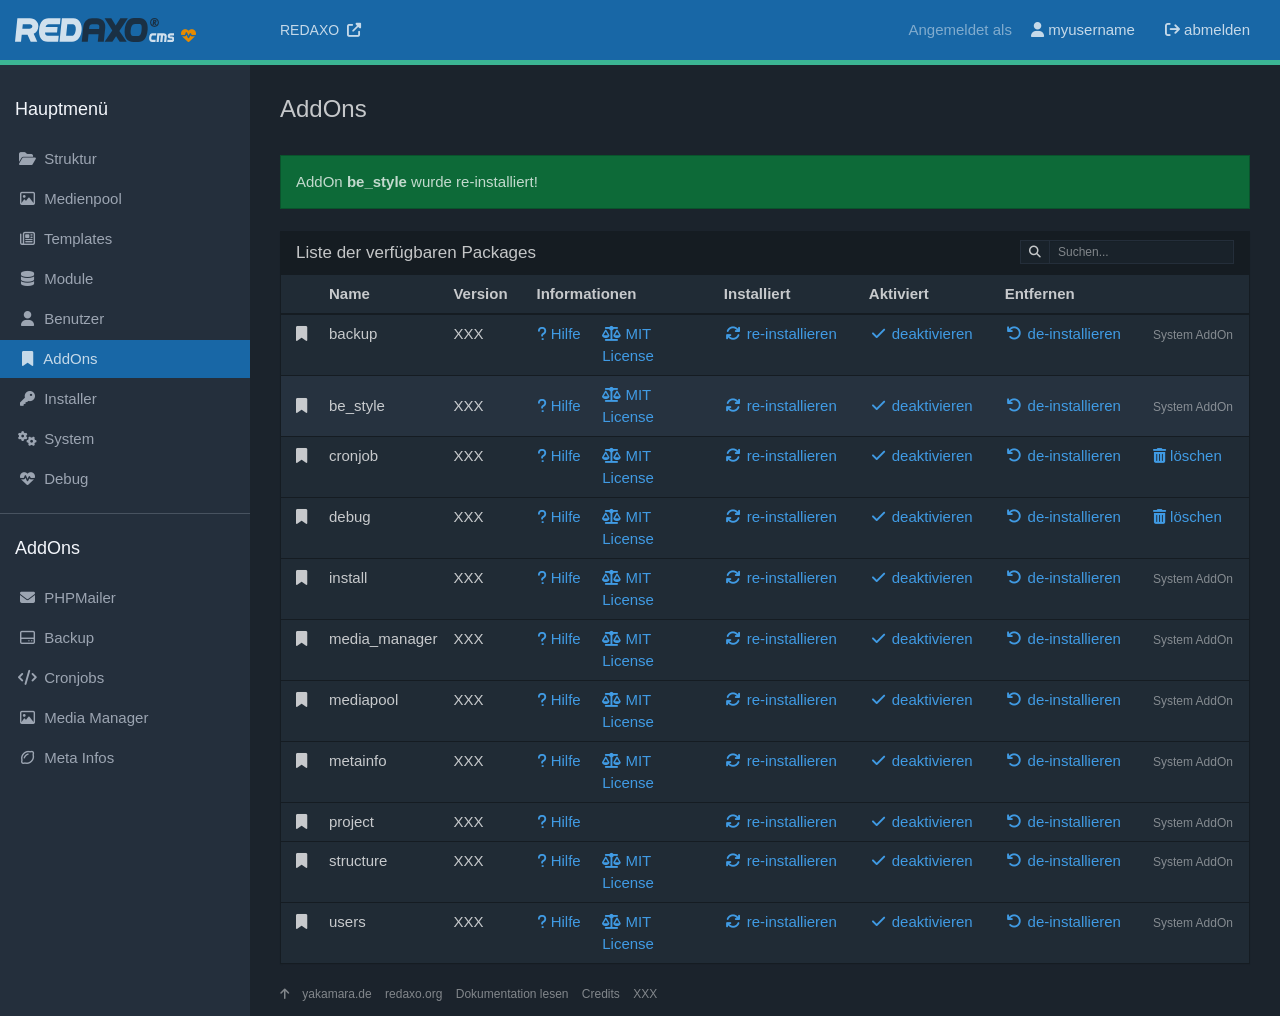 REDAXO® cms
REDAXO
Angemeldet als myusername abmelden
Hauptmenü
Struktur
Medienpool
Templates
Module
Benutzer
AddOns
Installer
System
Debug
AddOns
PHPMailer
Backup
Cronjobs
Media Manager
Meta Infos
AddOns
AddOn be_style wurde re-installiert!
Liste der verfügbaren Packages
Suchen...
Name Version Informationen Installiert Aktiviert Entfernen
backup XXX Hilfe MIT re-installieren deaktivieren de-installieren System AddOn
License
be_style XXX Hilfe MIT re-installieren deaktivieren de-installieren System AddOn
License
cronjob XXX Hilfe MIT re-installieren deaktivieren de-installieren löschen
License
debug XXX Hilfe MIT re-installieren deaktivieren de-installieren löschen
License
install XXX Hilfe MIT re-installieren deaktivieren de-installieren System AddOn
License
media_manager XXX Hilfe MIT re-installieren deaktivieren de-installieren System AddOn
License
mediapool XXX Hilfe MIT re-installieren deaktivieren de-installieren System AddOn
License
metainfo XXX Hilfe MIT re-installieren deaktivieren de-installieren System AddOn
License
project XXX Hilfe re-installieren deaktivieren de-installieren System AddOn
structure XXX Hilfe MIT re-installieren deaktivieren de-installieren System AddOn
License
users XXX Hilfe MIT re-installieren deaktivieren de-installieren System AddOn
License
yakamara.de redaxo.org Dokumentation lesen Credits XXX